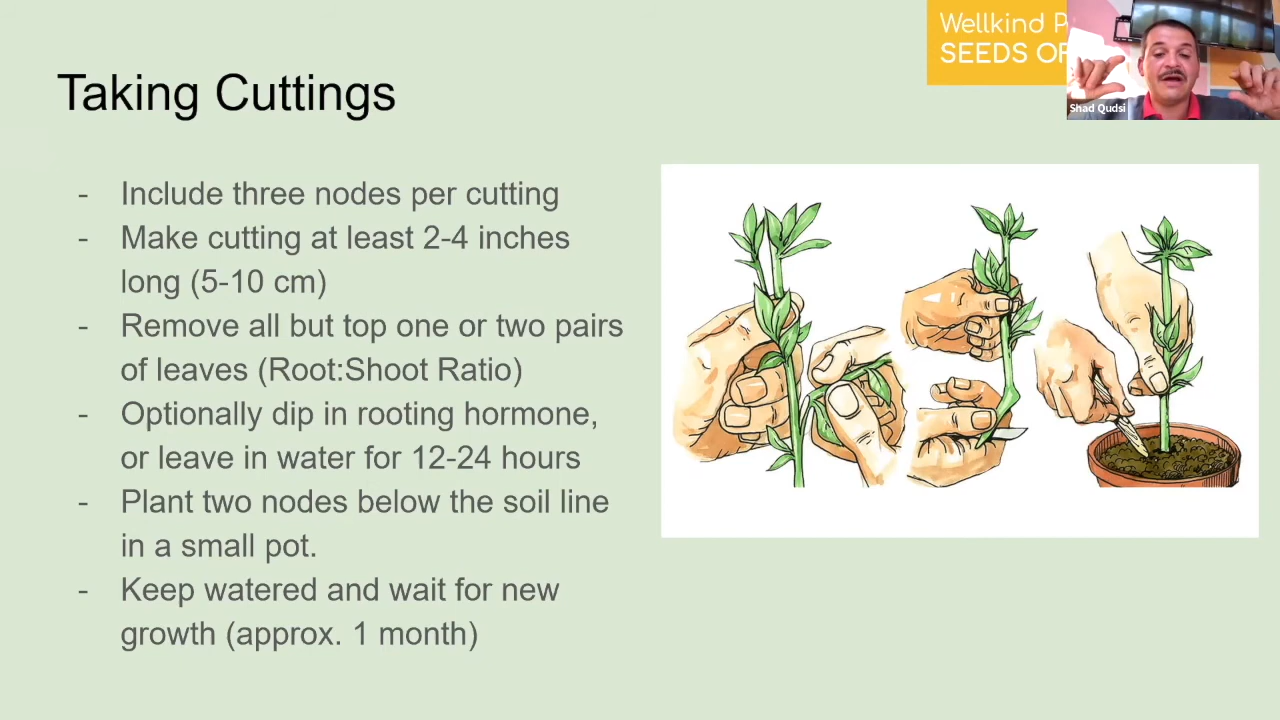 Wellkind
SEEDS
Shad Qudsi
Taking Cuttings
- Include three nodes per cutting
- Make cutting at least 2-4 inches
long (5-10 cm)
- Remove all but top one or two pairs
of leaves (Root:Shoot Ratio)
- Optionally dip in rooting hormone,
or leave in water for 12-24 hours
- Plant two nodes below the soil line
in a small pot.
- Keep watered and wait for new
growth (approx. 1 month)